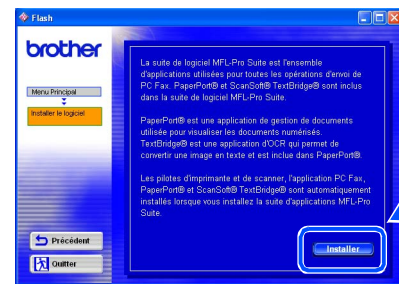 Flash
brother
Menu Principal
Installer le logiciel
La suite de logiciel MFL-Pro Suite est l'ensemble
d'applications utilisées pour toutes les opérations d'envoi de
PC Fax. PaperPort® et ScanSoft® TextBridge® sont inclus
dans la suite de logiciel MFL-Pro Suite.
PaperPort® est une application de gestion de documents
utilisée pour visualiser les documents numérisés.
TextBridge® est une application d'OCR qui permet de
convertir une image en texte et est incluse dans PaperPort®.
Les pilotes d'imprimante et de scanner, l'application PC Fax,
PaperPort® et ScanSoft® TextBridge® sont automatiquement
installés lorsque vous installez la suite d'applications MFL-Pro
Suite.
Précédent
Quitter
Installer